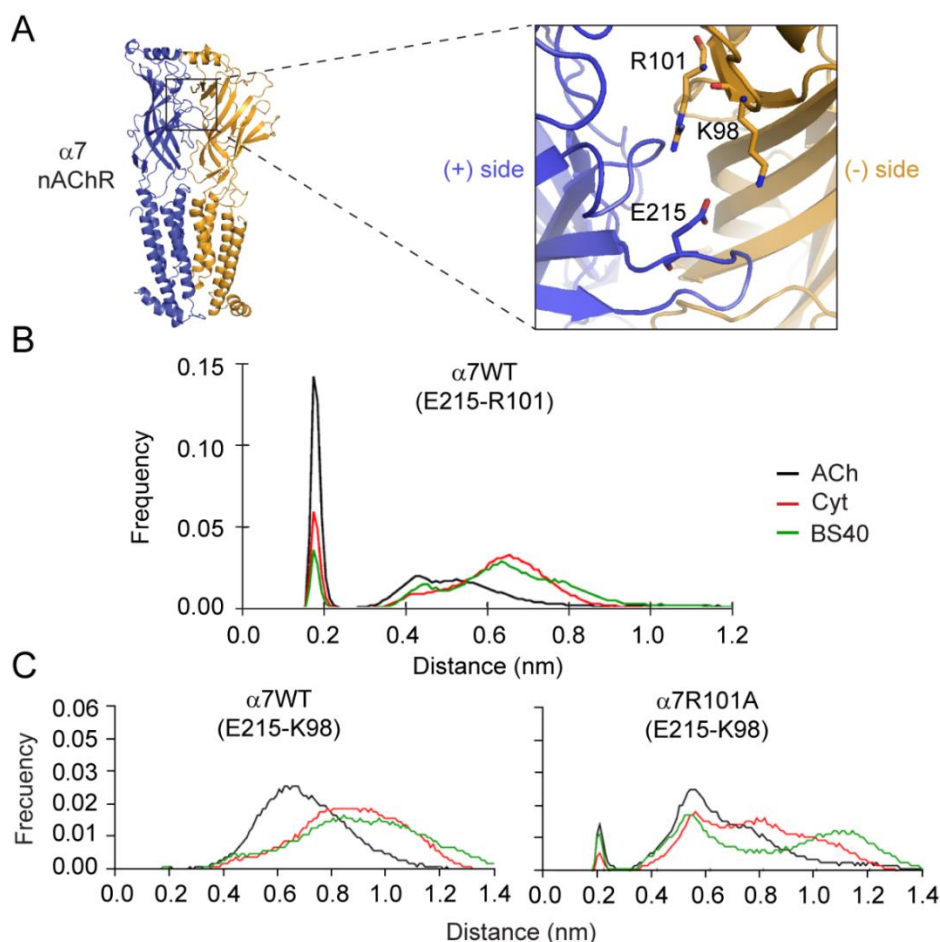 A
α7
nAChR
R101
K98
(+) side
(-) side
E215
B
α7WT
(E215-R101)
0.15
0.10
0.05
0.00
Frequency
ACh
Cyt
BS40
0.0 0.2 0.4 0.6 0.8 1.0 1.2
Distance (nm)
C
α7WT
(E215-K98)
α7R101A
(E215-K98)
0.06
0.05
0.03
0.02
0.01
0.00
Frecuency
0.0 0.2 0.4 0.6 0.8 1.0 1.2 1.4
0.0 0.2 0.4 0.6 0.8 1.0 1.2 1.4
Distance (nm)